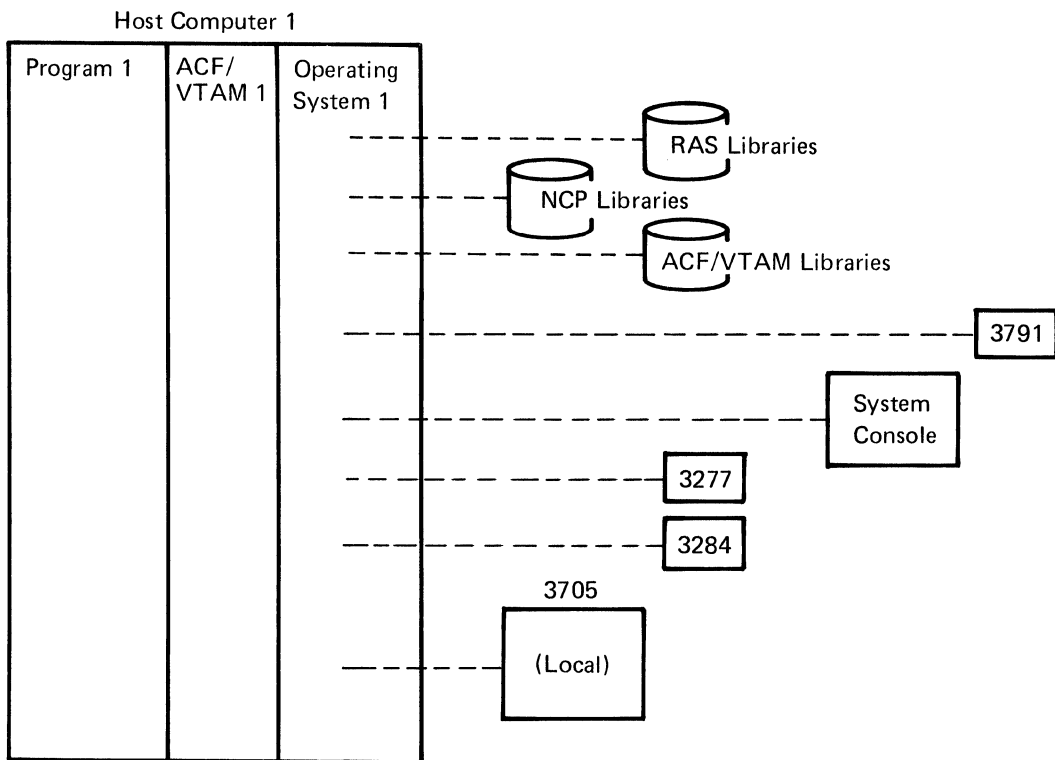 Host Computer 1
Program 1
ACF/
VTAM 1
Operating
System 1
RAS Libraries
NCP Libraries
ACF/VTAM Libraries
3791
System
Console
3277
3284
3705
(Local)